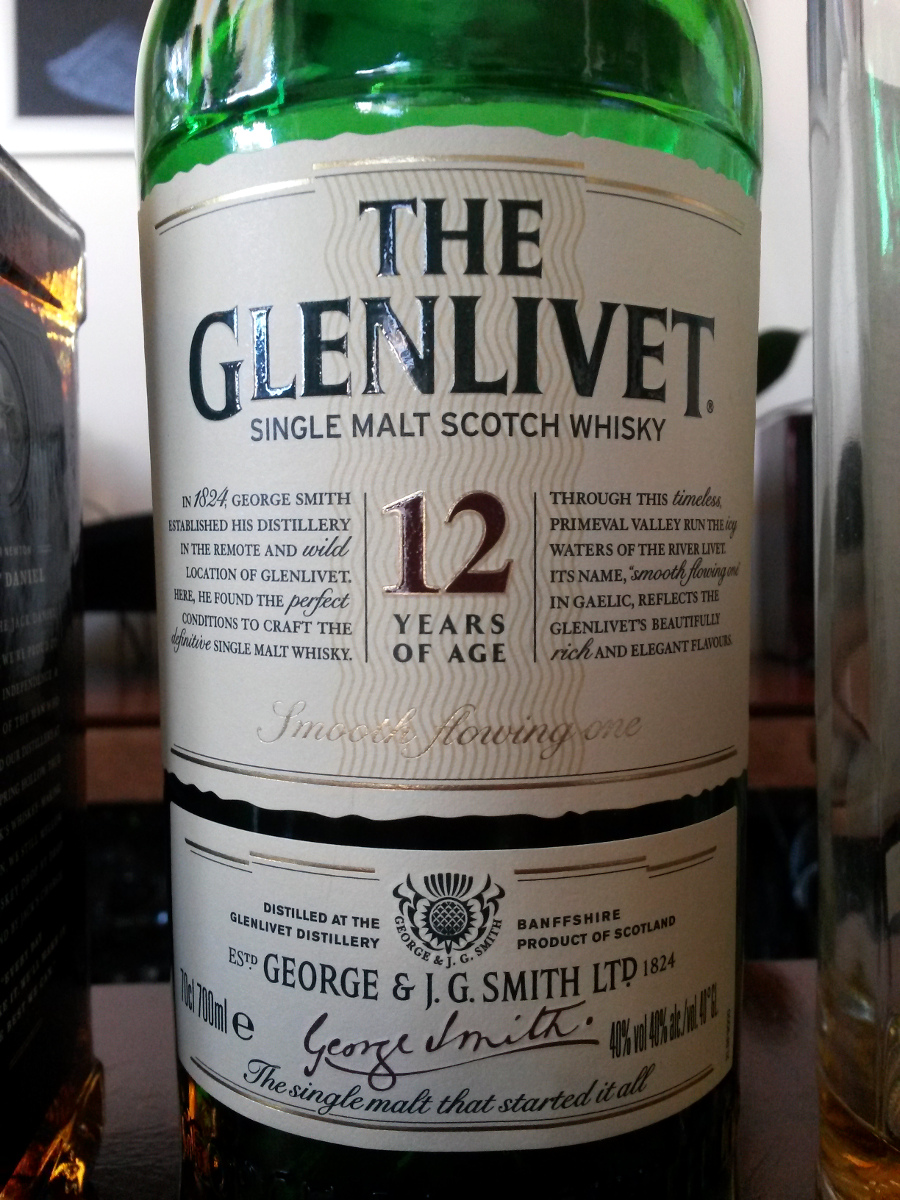 THE
GLENLIVET®
SINGLE MALT SCOTCH WHISKY
IN 1824, GEORGE SMITH
ESTABLISHED HIS DISTILLERY
IN THE REMOTE AND wild
LOCATION OF GLENLIVET.
HERE, HE FOUND THE perfect
CONDITIONS TO CRAFT THE
definitive SINGLE MALT WHISKY.
12
YEARS
OF AGE
THROUGH THIS timeless,
PRIMEVAL VALLEY RUN THE icy
WATERS OF THE RIVER LIVET.
ITS NAME, "smooth flowing one"
IN GAELIC, REFLECTS THE
GLENLIVET'S BEAUTIFULLY
rich AND ELEGANT FLAVOURS.
Smooth flowing one
DISTILLED AT THE
GLENLIVET DISTILLERY
GEORGE & J.G. SMITH
BANFFSHIRE
PRODUCT OF SCOTLAND
ESTD GEORGE & J.G. SMITH LTD 1824
70cl 700ml e
George Smith.
40% vol 40% alc./vol. 40° GL
The single malt that started it all
DANIEL
INDEPENDENCE